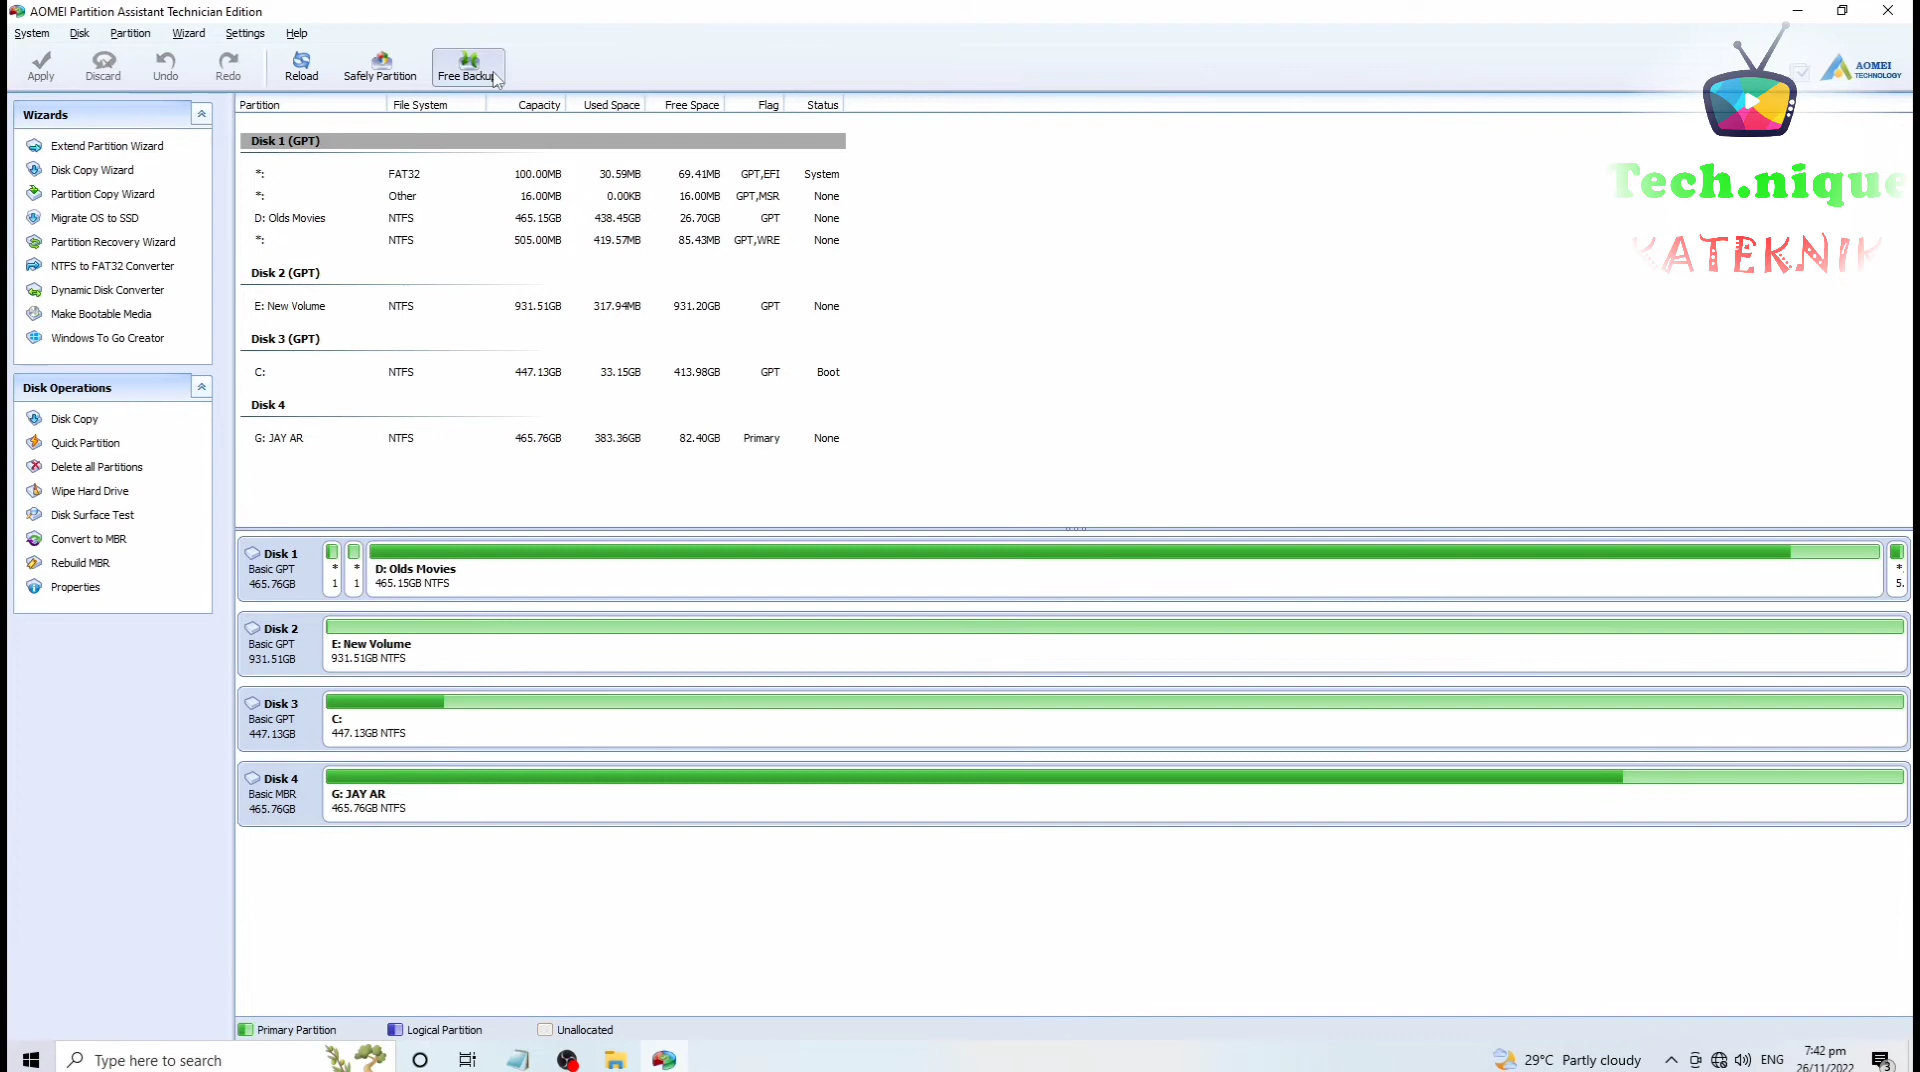 AOMEI Partition Assistant Technician Edition
System Disk Partition Wizard Settings Help
Apply Discard Undo Redo Reload Safely Partition Free Backup
AOMEI
TECHNOLOGY
Tech.nique
KATEKNIK
Wizards
Extend Partition Wizard
Disk Copy Wizard
Partition Copy Wizard
Migrate OS to SSD
Partition Recovery Wizard
NTFS to FAT32 Converter
Dynamic Disk Converter
Make Bootable Media
Windows To Go Creator
Disk Operations
Disk Copy
Quick Partition
Delete all Partitions
Wipe Hard Drive
Disk Surface Test
Convert to MBR
Rebuild MBR
Properties
Partition File System Capacity Used Space Free Space Flag Status
Disk 1 (GPT)
*: FAT32 100.00MB 30.59MB 69.41MB GPT,EFI System
*: Other 16.00MB 0.00KB 16.00MB GPT,MSR None
D: Olds Movies NTFS 465.15GB 438.45GB 26.70GB GPT None
*: NTFS 505.00MB 419.57MB 85.43MB GPT,WRE None
Disk 2 (GPT)
E: New Volume NTFS 931.51GB 317.94MB 931.20GB GPT None
Disk 3 (GPT)
C: NTFS 447.13GB 33.15GB 413.98GB GPT Boot
Disk 4
G: JAY AR NTFS 465.76GB 383.36GB 82.40GB Primary None
Disk 1
Basic GPT
465.76GB
* 1
* 1
D: Olds Movies
465.15GB NTFS
*.
5.
Disk 2
Basic GPT
931.51GB
E: New Volume
931.51GB NTFS
Disk 3
Basic GPT
447.13GB
C:
447.13GB NTFS
Disk 4
Basic MBR
465.76GB
G: JAY AR
465.76GB NTFS
Primary Partition Logical Partition Unallocated
Type here to search
29°C Partly cloudy
ENG
7:42 pm
26/11/2022
3